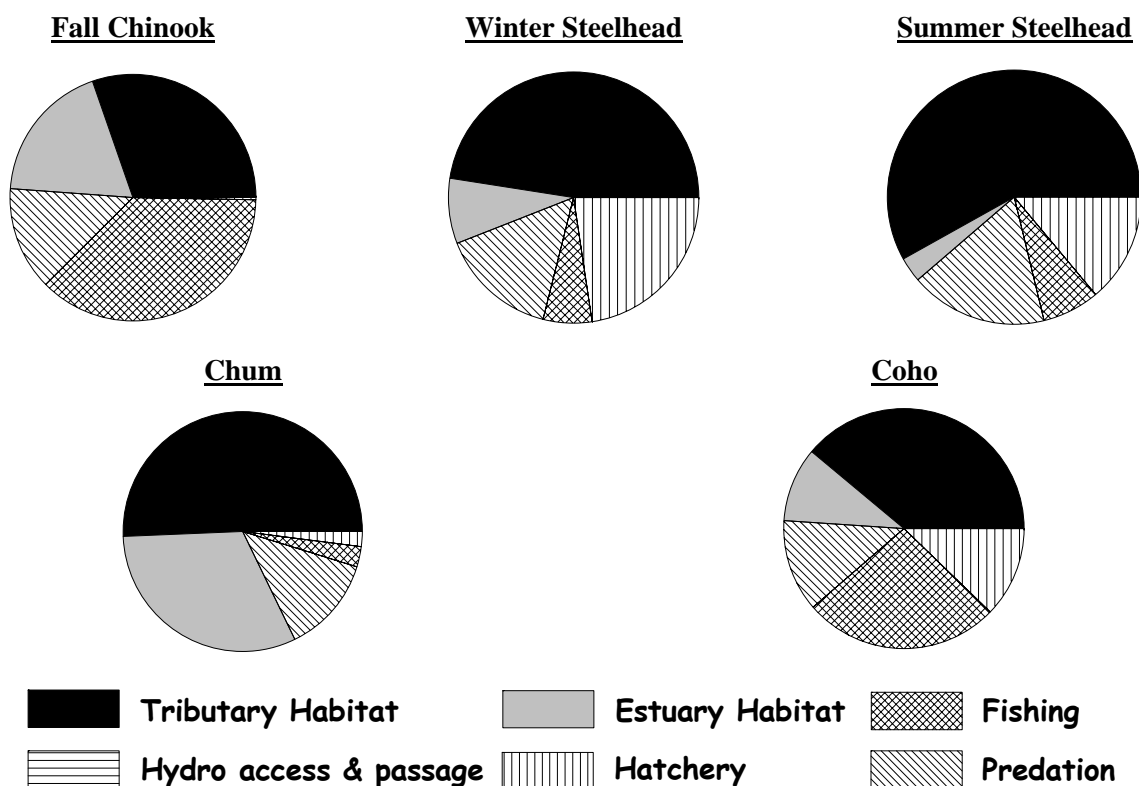 Fall Chinook
Winter Steelhead
Summer Steelhead
Chum
Coho
Tributary Habitat
Estuary Habitat
Fishing
Hydro access & passage
Hatchery
Predation